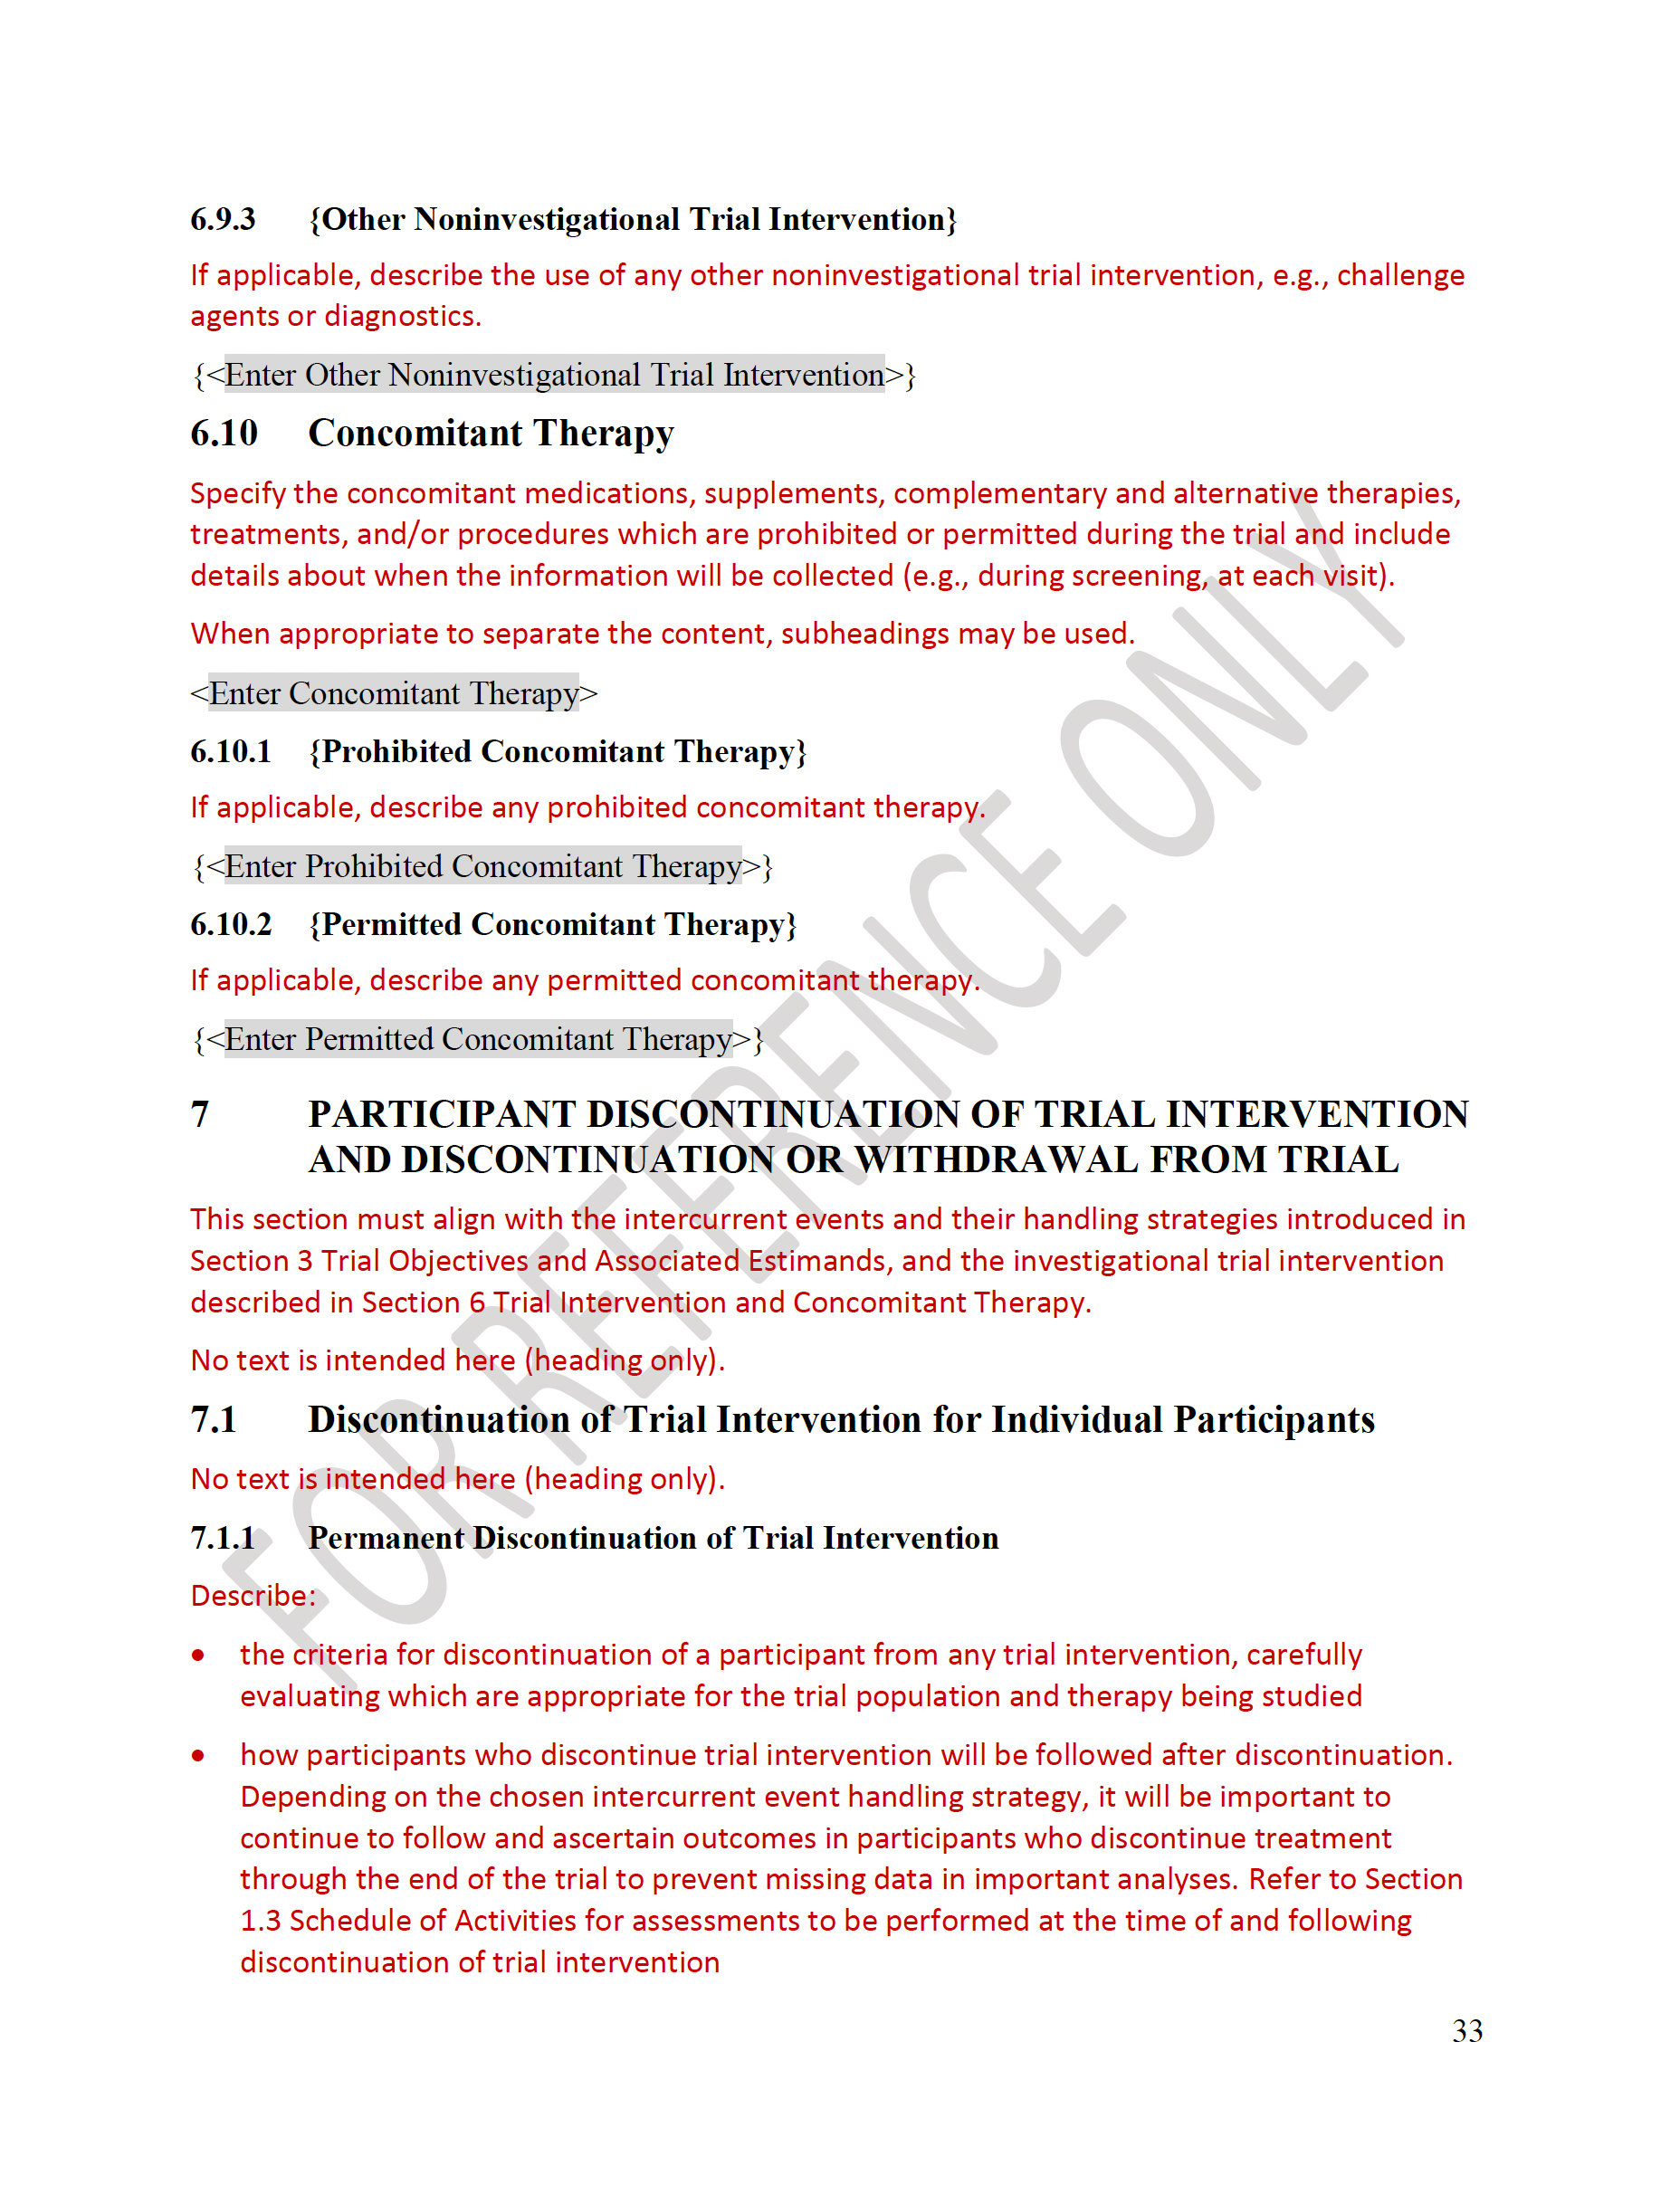 6.9.3 {Other Noninvestigational Trial Intervention}
If applicable, describe the use of any other noninvestigational trial intervention, e.g., challenge
agents or diagnostics.
{<Enter Other Noninvestigational Trial Intervention>}
6.10 Concomitant Therapy
Specify the concomitant medications, supplements, complementary and alternative therapies,
treatments, and/or procedures which are prohibited or permitted during the trial and include
details about when the information will be collected (e.g., during screening, at each visit).
When appropriate to separate the content, subheadings may be used.
<Enter Concomitant Therapy>
6.10.1 {Prohibited Concomitant Therapy}
If applicable, describe any prohibited concomitant therapy.
{<Enter Prohibited Concomitant Therapy>}
6.10.2 {Permitted Concomitant Therapy}
If applicable, describe any permitted concomitant therapy.
{<Enter Permitted Concomitant Therapy>}
7 PARTICIPANT DISCONTINUATION OF TRIAL INTERVENTION
AND DISCONTINUATION OR WITHDRAWAL FROM TRIAL
This section must align with the intercurrent events and their handling strategies introduced in
Section 3 Trial Objectives and Associated Estimands, and the investigational trial intervention
described in Section 6 Trial Intervention and Concomitant Therapy.
No text is intended here (heading only).
7.1 Discontinuation of Trial Intervention for Individual Participants
No text is intended here (heading only).
7.1.1 Permanent Discontinuation of Trial Intervention
Describe:
• the criteria for discontinuation of a participant from any trial intervention, carefully
evaluating which are appropriate for the trial population and therapy being studied
• how participants who discontinue trial intervention will be followed after discontinuation.
Depending on the chosen intercurrent event handling strategy, it will be important to
continue to follow and ascertain outcomes in participants who discontinue treatment
through the end of the trial to prevent missing data in important analyses. Refer to Section
1.3 Schedule of Activities for assessments to be performed at the time of and following
discontinuation of trial intervention
33
FOR REFERENCE ONLY